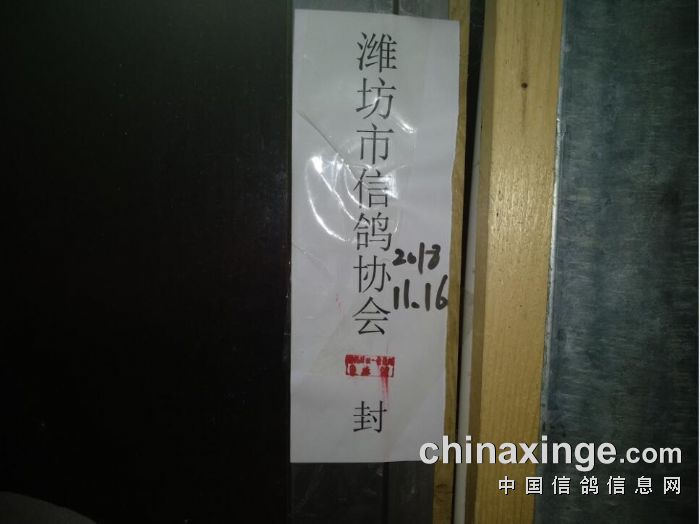 潍坊市信鸽协会
2018
11.16
封
chinaxinge.com
中国信鸽信息网